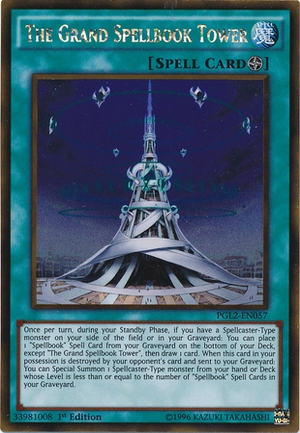 THE GRAND SPELLBOOK TOWER
[SPELL CARD]
PGL2-EN057
Once per turn, during your Standby Phase, if you have a Spellcaster-Type
monster on your side of the field or in your Graveyard: You can place
1 "Spellbook" Spell Card from your Graveyard on the bottom of your Deck,
except "The Grand Spellbook Tower", then draw 1 card. When this card in your
possession is destroyed by your opponent's card and sent to your Graveyard:
You can Special Summon 1 Spellcaster-Type monster from your hand or Deck
whose Level is less than or equal to the number of "Spellbook" Spell Cards in
your Graveyard.
33981008
1st Edition
©1996 KAZUKI TAKAHASHI